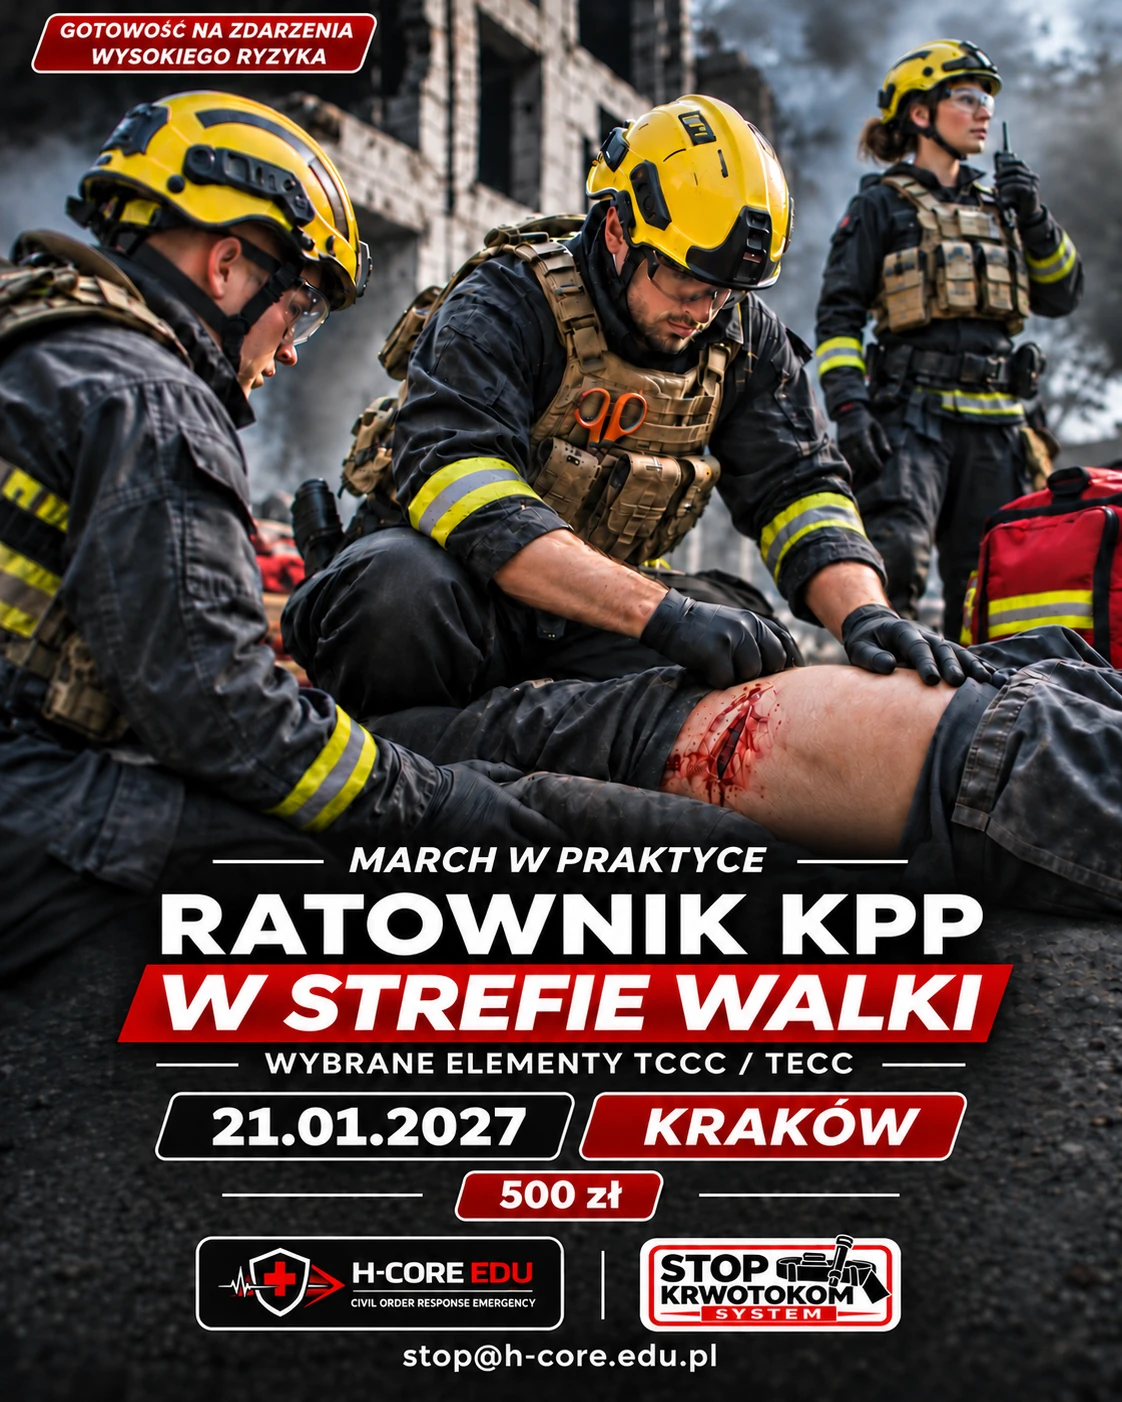 GOTOWOŚĆ NA ZDARZENIA
WYSOKIEGO RYZYKA
MARCH W PRAKTYCE
RATOWNIK KPP
W STREFIE WALKI
WYBRANE ELEMENTY TCCC / TECC
21.01.2027
KRAKÓW
500 zł
H-CORE EDU
CIVIL ORDER RESPONSE EMERGENCY
STOP
KRWOTOKOM
SYSTEM
stop@h-core.edu.pl